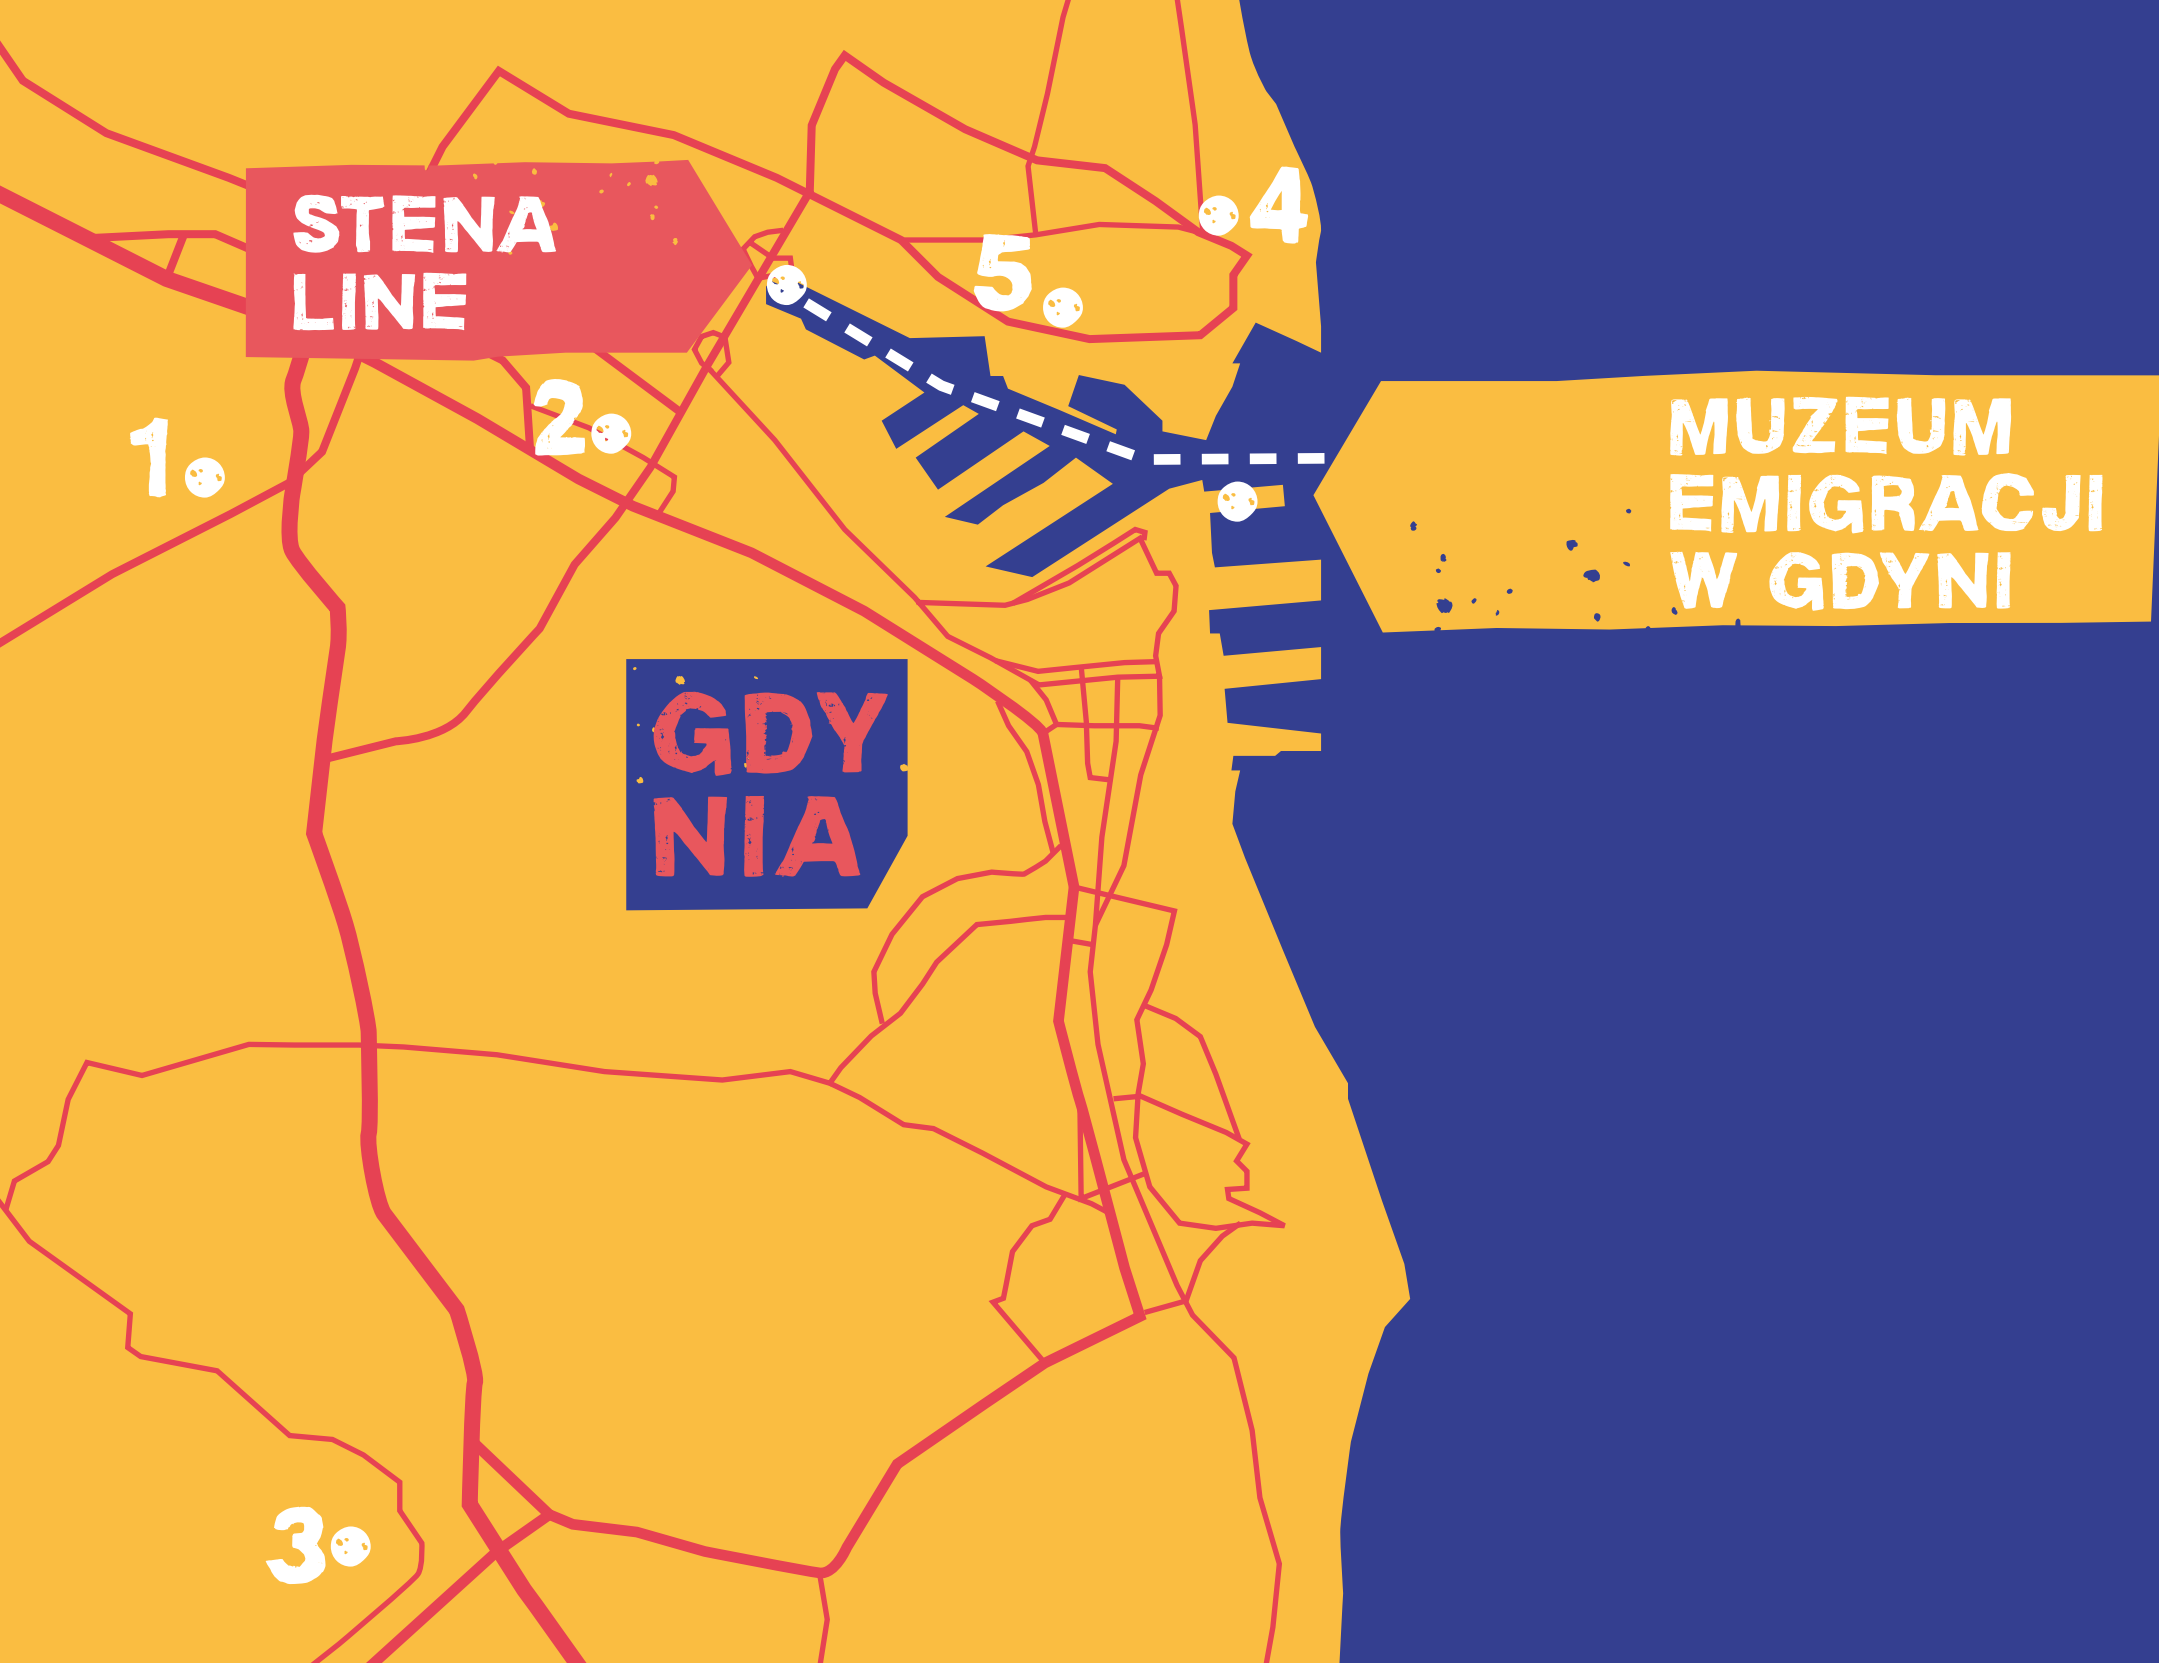 STENA
LINE
4
5.
2.
1.
MUZEUM
EMIGRACJI
W GDYNI
GDY
NIA
3